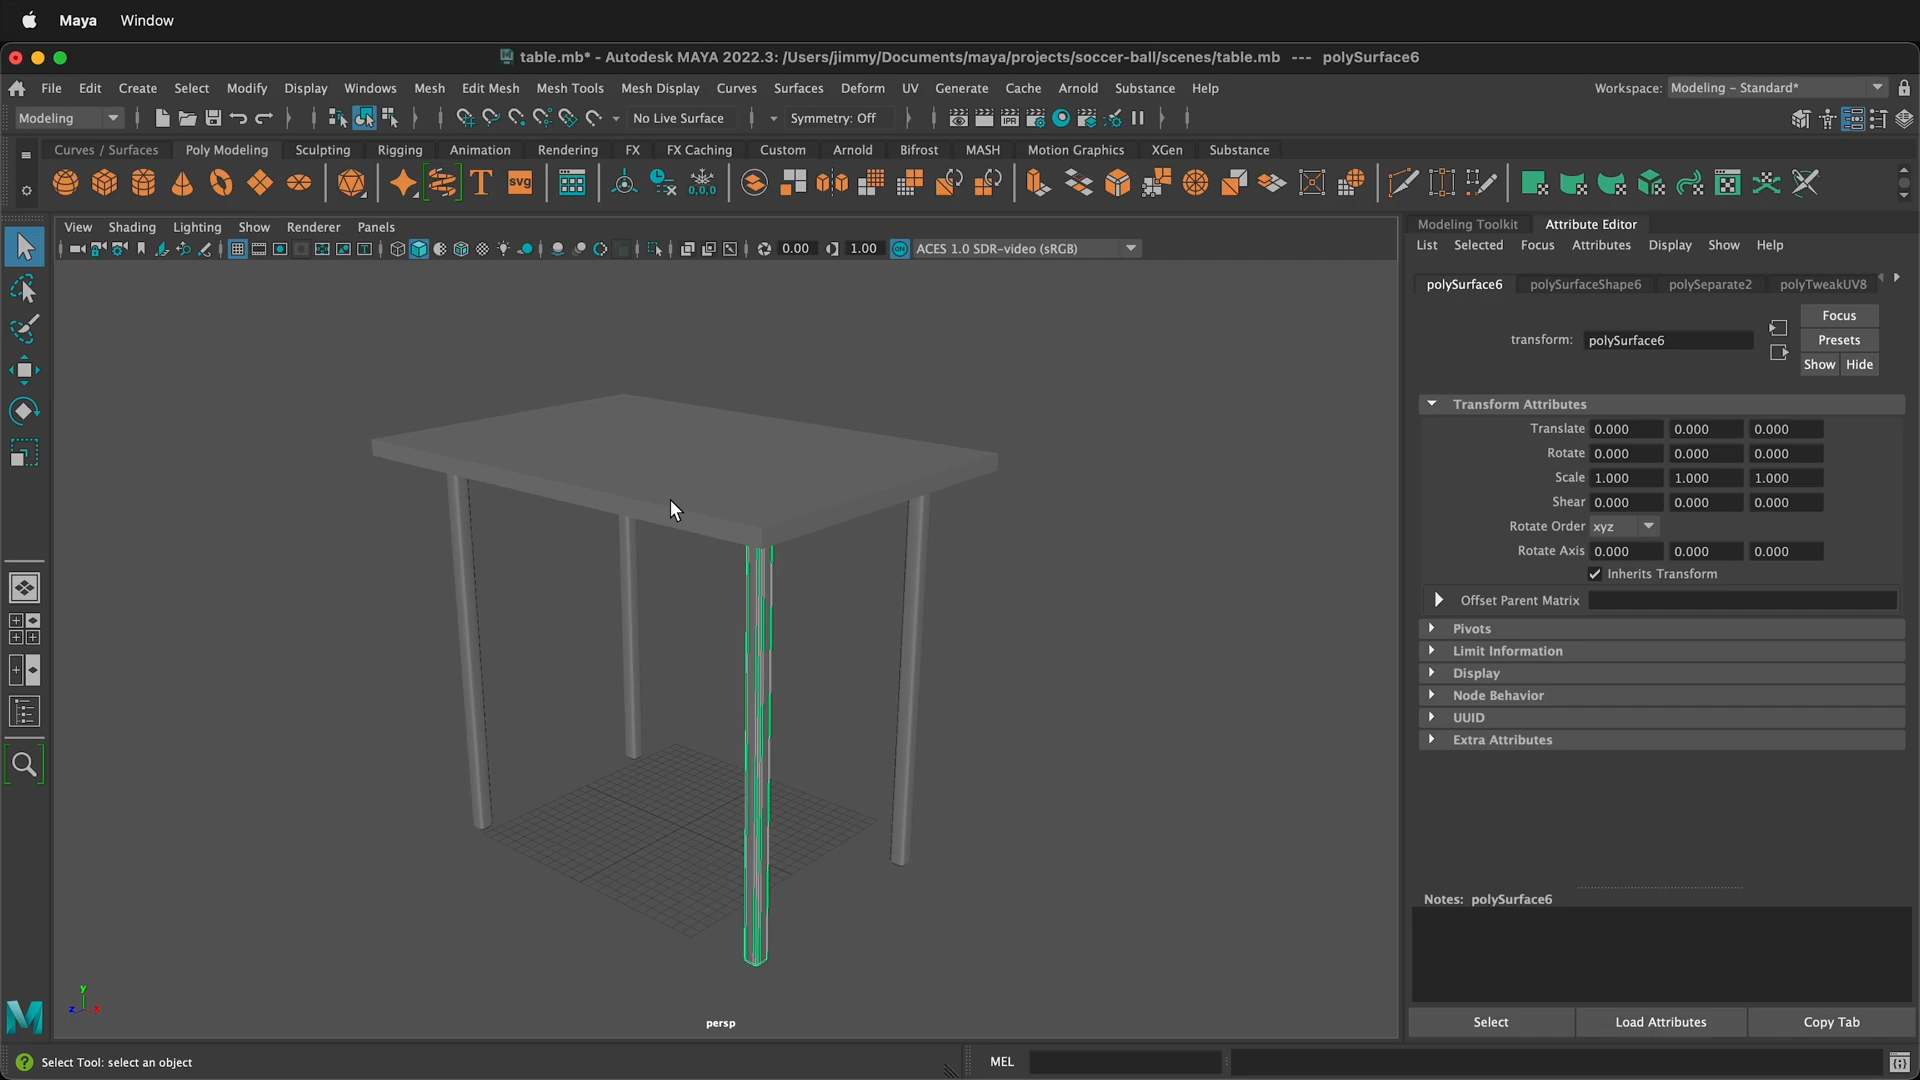 Maya Window
table.mb* - Autodesk MAYA 2022.3: /Users/jimmy/Documents/maya/projects/soccer-ball/scenes/table.mb --- polySurface6
File Edit Create Select Modify Display Windows Mesh Edit Mesh Mesh Tools Mesh Display Curves Surfaces Deform UV Generate Cache Arnold Substance Help Workspace: Modeling - Standard*
Modeling No Live Surface Symmetry: Off
Curves / Surfaces Poly Modeling Sculpting Rigging Animation Rendering FX FX Caching Custom Arnold Bifrost MASH Motion Graphics XGen Substance
T SVG 0,0,0
View Shading Lighting Show Renderer Panels
0.00 1.00 ON ACES 1.0 SDR-video (sRGB)
Modeling Toolkit Attribute Editor
List Selected Focus Attributes Display Show Help
polySurface6 polySurfaceShape6 polySeparate2 polyTweakUV8
transform: polySurface6
Focus
Presets
Show Hide
Transform Attributes
Translate 0.000 0.000 0.000
Rotate 0.000 0.000 0.000
Scale 1.000 1.000 1.000
Shear 0.000 0.000 0.000
Rotate Order xyz
Rotate Axis 0.000 0.000 0.000
Inherits Transform
Offset Parent Matrix
Pivots
Limit Information
Display
Node Behavior
UUID
Extra Attributes
Notes: polySurface6
Select Load Attributes Copy Tab
y
z x
persp
M
Select Tool: select an object
MEL